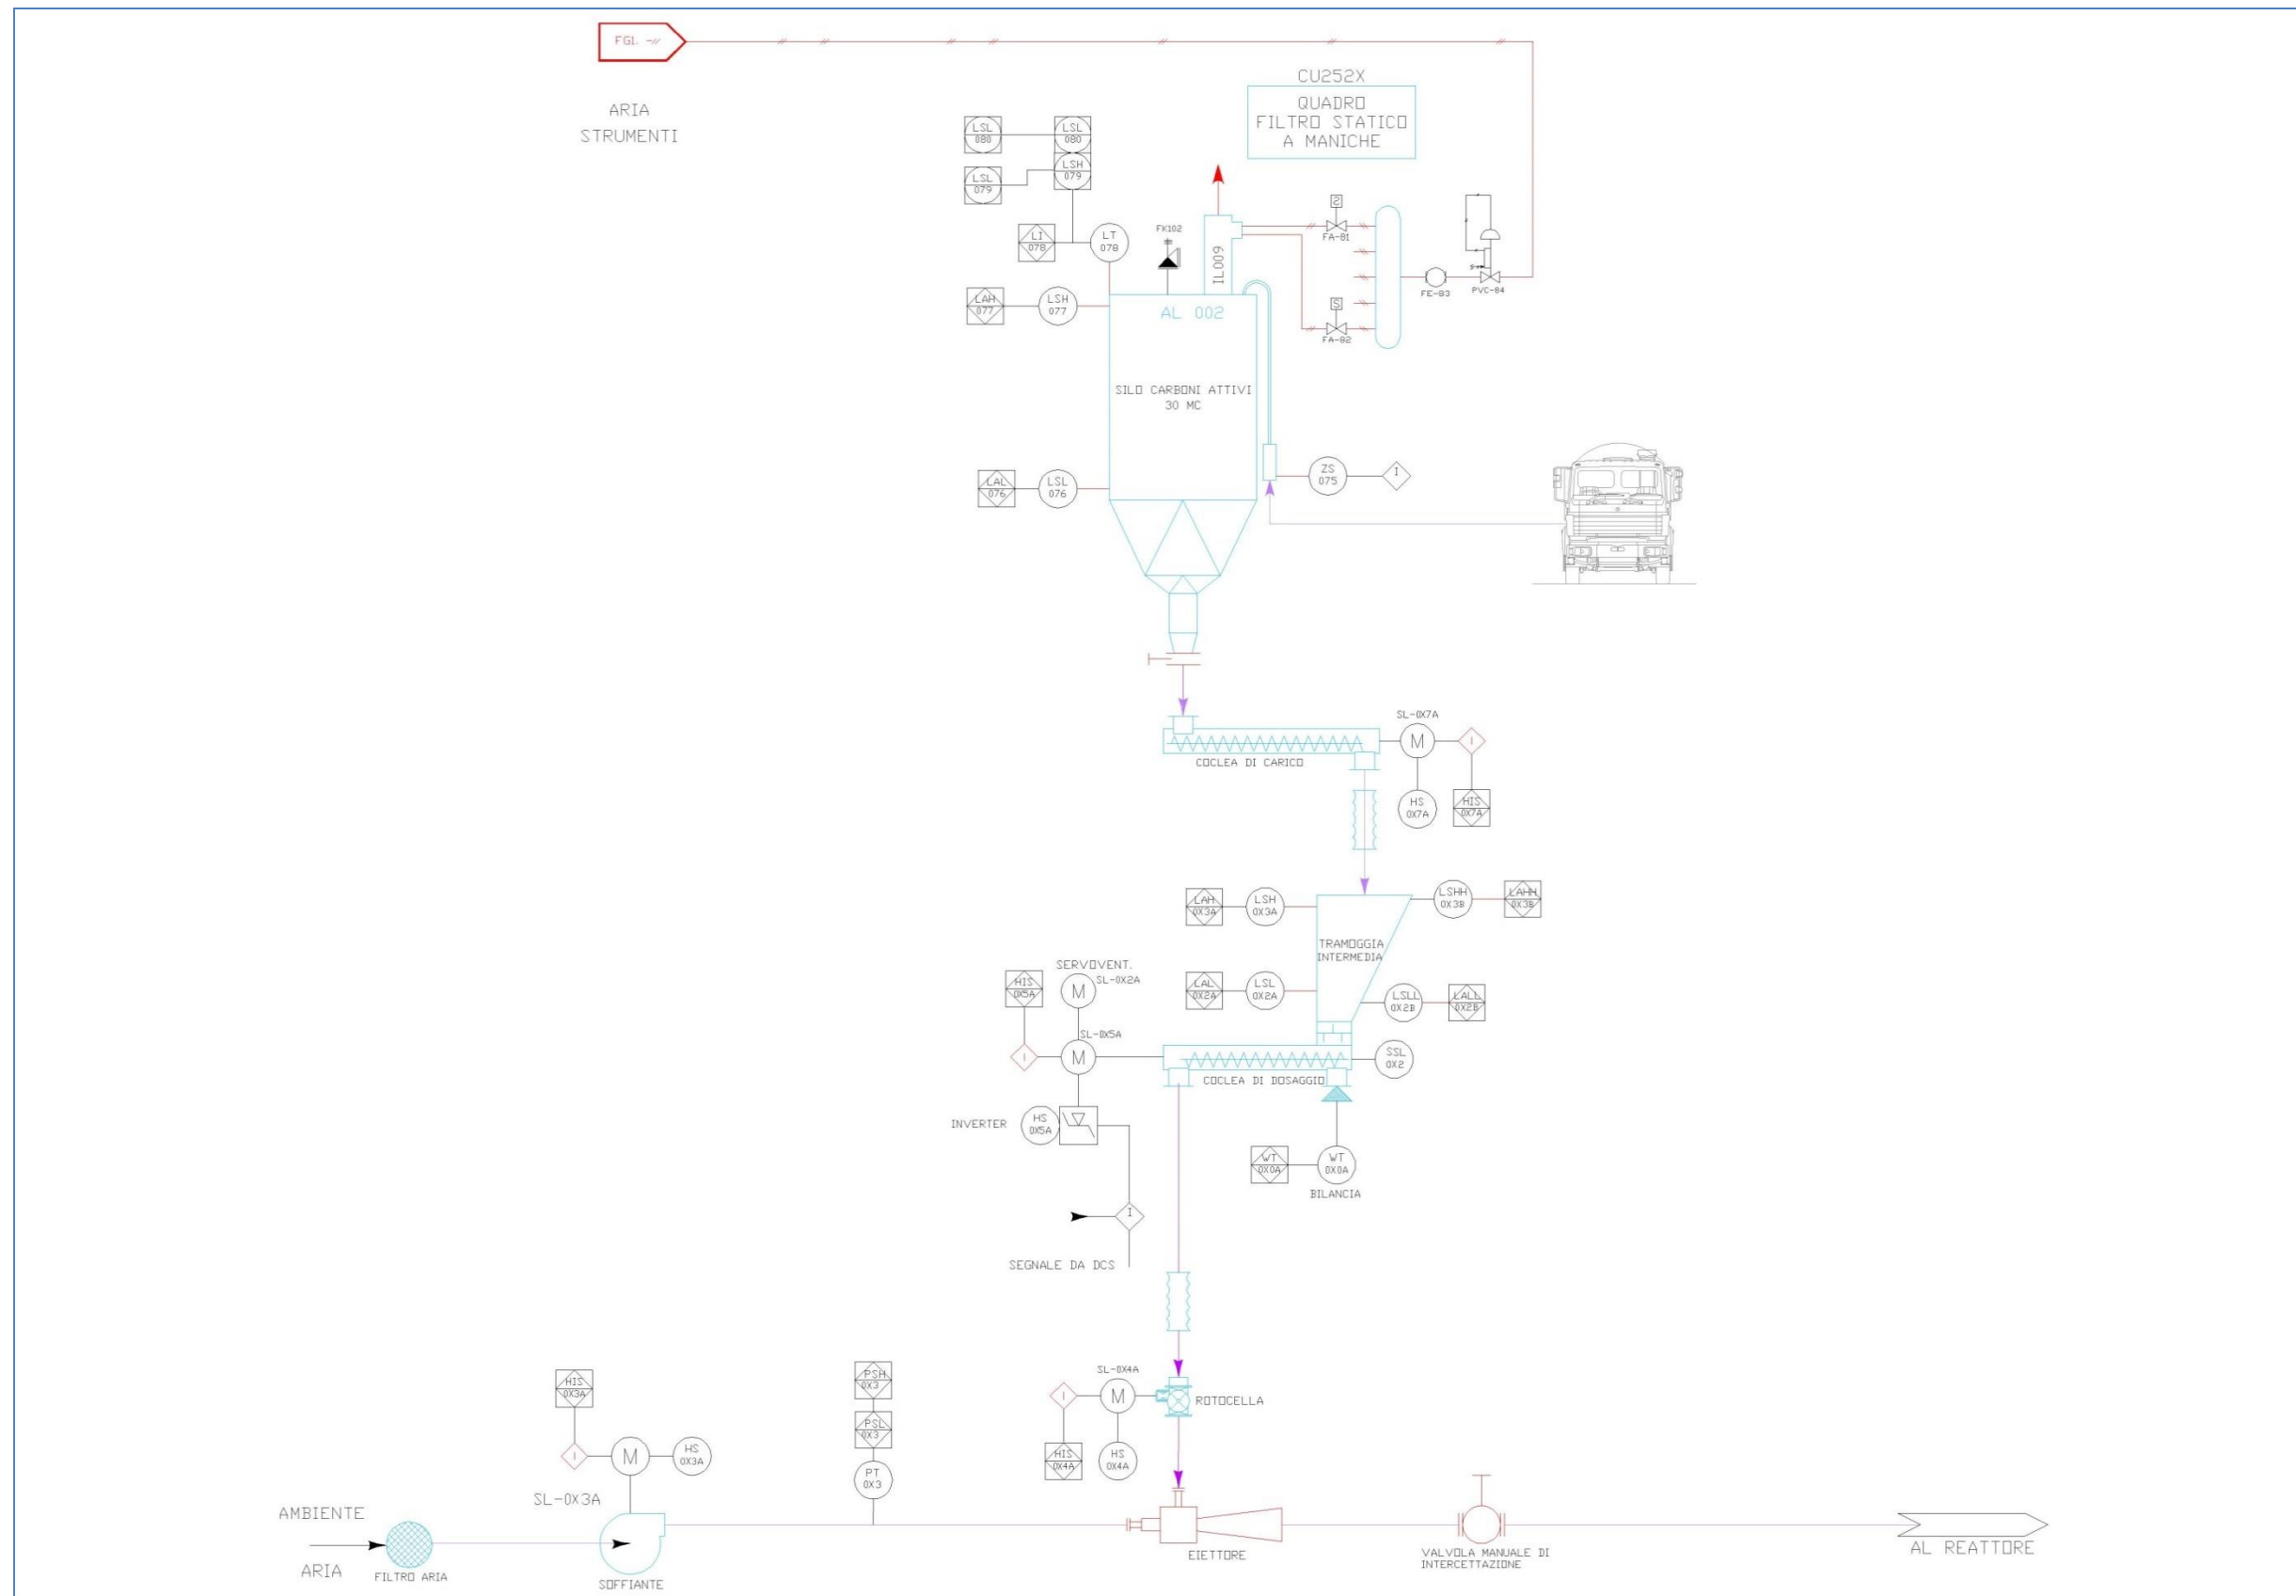 FGI. -//
ARIA
STRUMENTI
CU252X
QUADRO
FILTRO STATICO
A MANICHE
LSL
080
LSL
080
LSH
079
LSL
079
LI
078
LT
078
FK102
IL009
FA-81
FE-83
PVC-84
S
FA-82
LAH
077
LSH
077
AL 002
SILO CARBONI ATTIVI
30 MC
LAL
076
LSL
076
ZS
075
I
SL-0X7A
M
I
COCLEA DI CARICO
HS
0X7A
HIS
0X7A
LAH
0X3A
LSH
0X3A
LSHH
0X3B
LAHH
0X3B
TRAMOGGIA
INTERMEDIA
SERVOVENT.
SL-0X2A
M
HIS
0X5A
LAL
0X2A
LSL
0X2A
LSLL
0X2B
LALL
0X2B
SL-0X5A
I
M
SSL
0X2
COCLEA DI DOSAGGIO
INVERTER
HS
0X5A
WT
0X0A
WT
0X0A
BILANCIA
I
SEGNALE DA DCS
SL-0X4A
I
M
ROTOCELLA
HIS
0X4A
HS
0X4A
HIS
0X3A
PSH
0X3
PSL
0X3
PT
0X3
I
M
HS
0X3A
SL-0X3A
AMBIENTE
ARIA
FILTRO ARIA
SOFFIANTE
EIETTORE
VALVOLA MANUALE DI
INTERCETTAZIONE
AL REATTORE